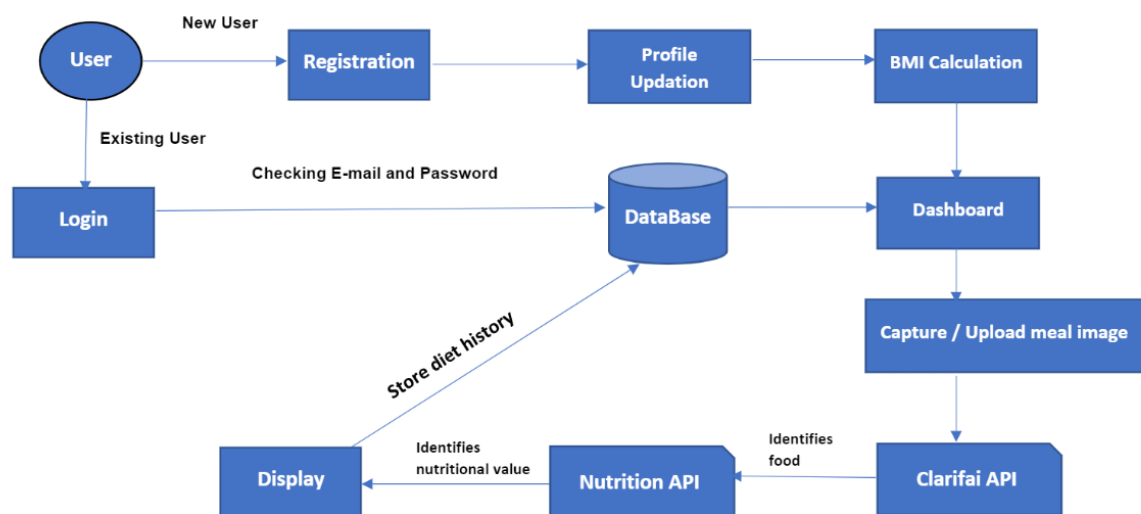 New User
User
Registration
Profile
Updation
BMI Calculation
Existing User
Checking E-mail and Password
Login
DataBase
Dashboard
Store diet history
Capture / Upload meal image
Identifies
food
Identifies
nutritional value
Display
Nutrition API
Clarifai API